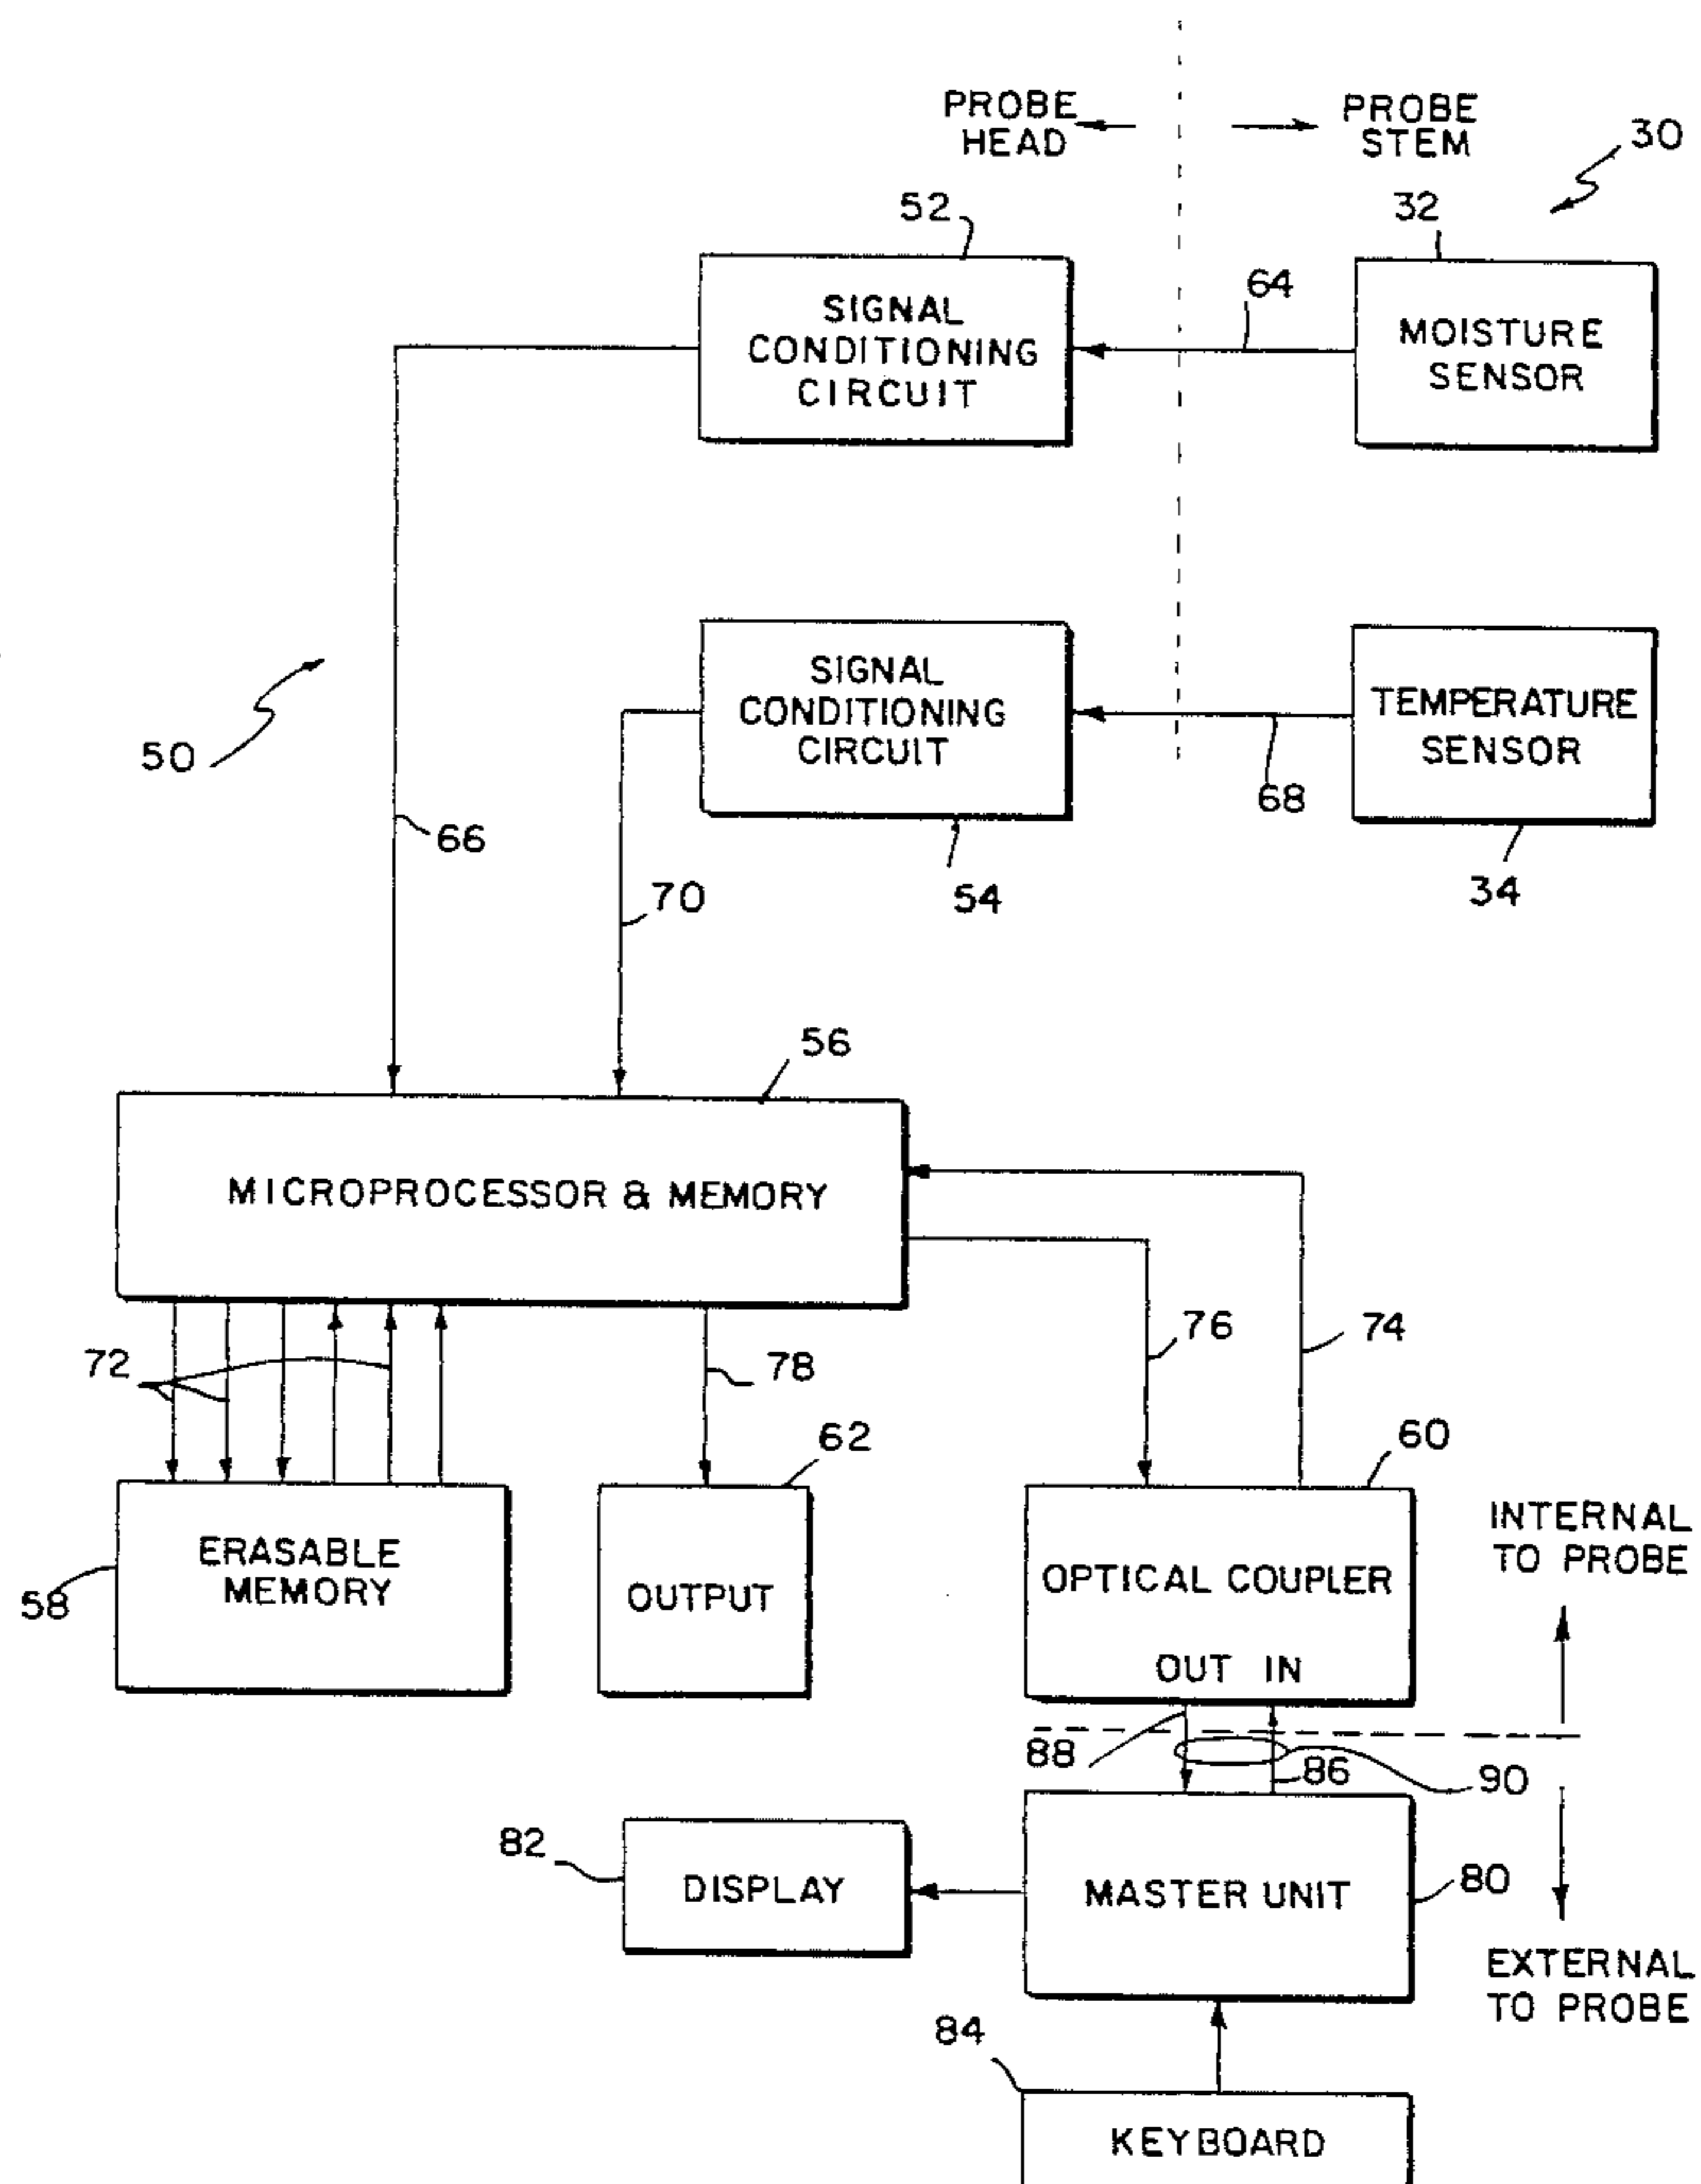 PROBE
HEAD
PROBE
STEM
30
52
32
64
SIGNAL
CONDITIONING
CIRCUIT
MOISTURE
SENSOR
50
66
SIGNAL
CONDITIONING
CIRCUIT
TEMPERATURE
SENSOR
68
70
54
34
56
MICROPROCESSOR & MEMORY
72
78
76
74
62
60
58
ERASABLE
MEMORY
OUTPUT
OPTICAL COUPLER
OUT IN
INTERNAL
TO PROBE
88
86
90
82
DISPLAY
MASTER UNIT
80
EXTERNAL
TO PROBE
84
KEYBOARD